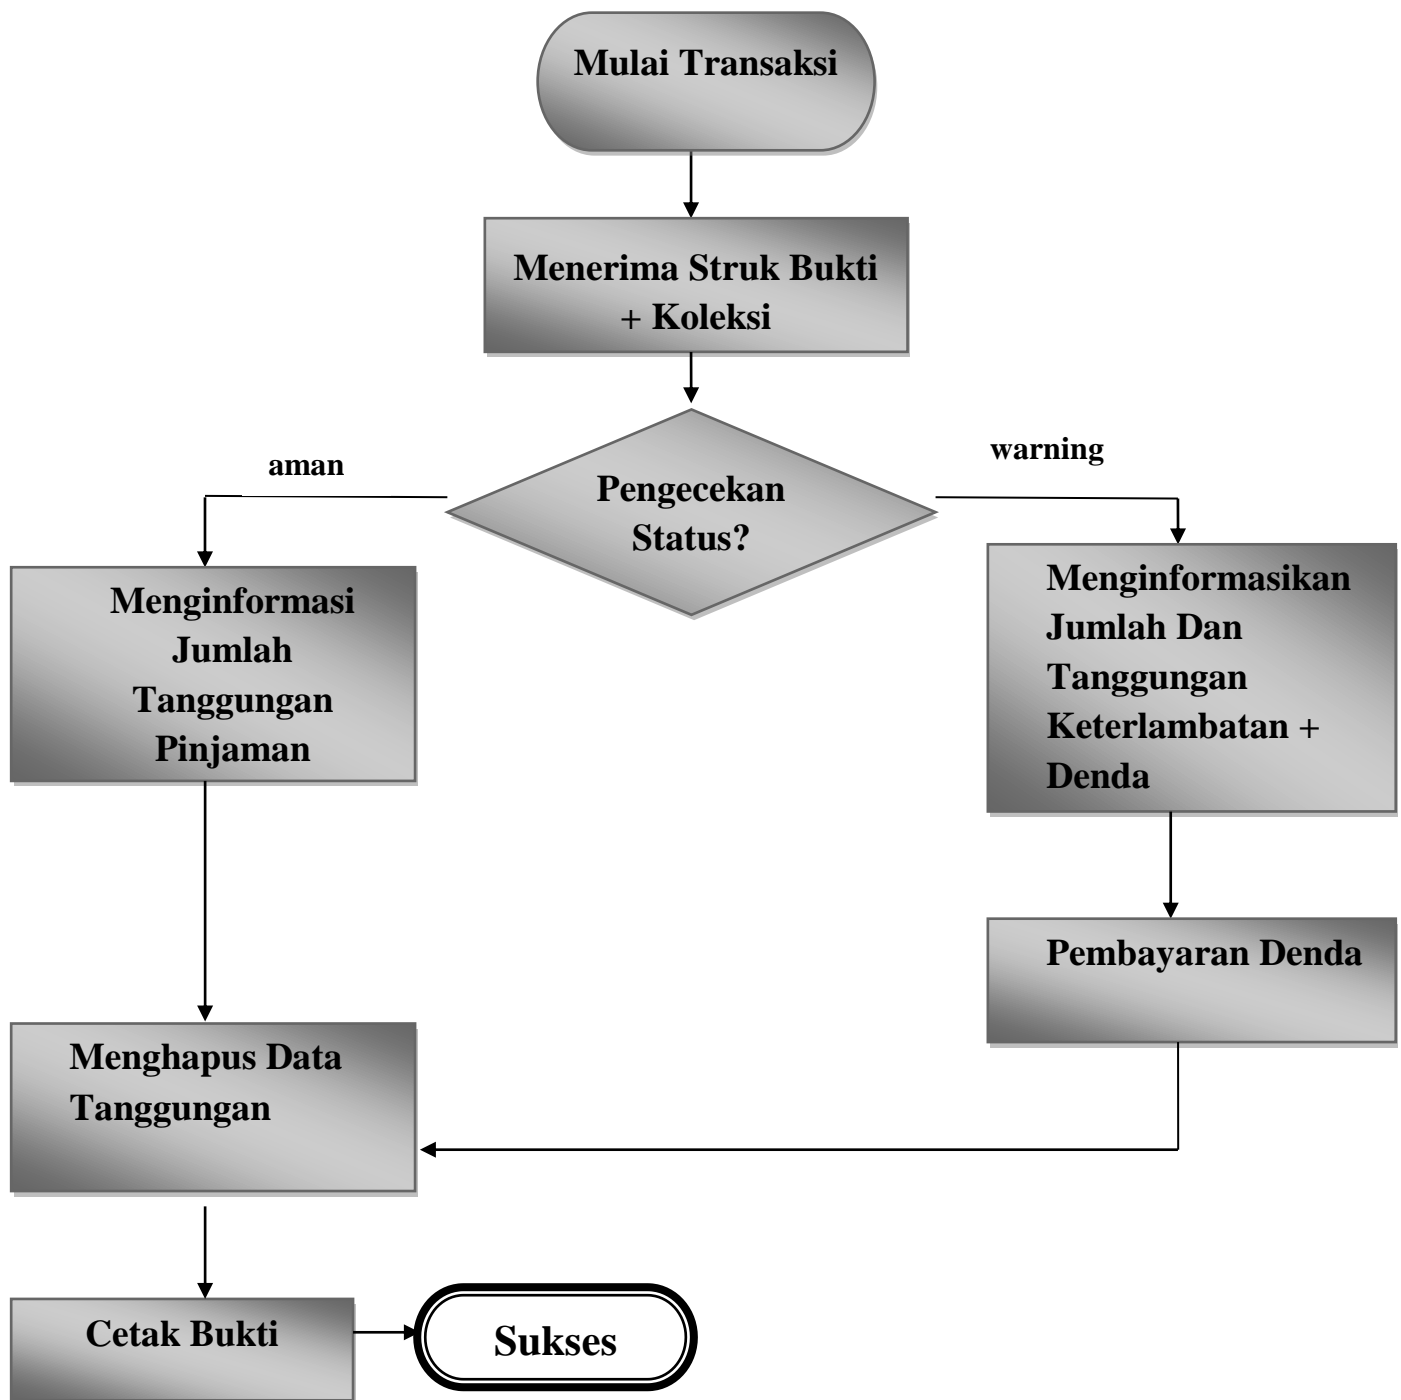 Mulai Transaksi
Menerima Struk Bukti
+ Koleksi
aman
warning
Pengecekan
Status?
Menginformasi
Jumlah
Tanggungan
Pinjaman
Menginformasikan
Jumlah Dan
Tanggungan
Keterlambatan +
Denda
Pembayaran Denda
Menghapus Data
Tanggungan
Cetak Bukti
Sukses